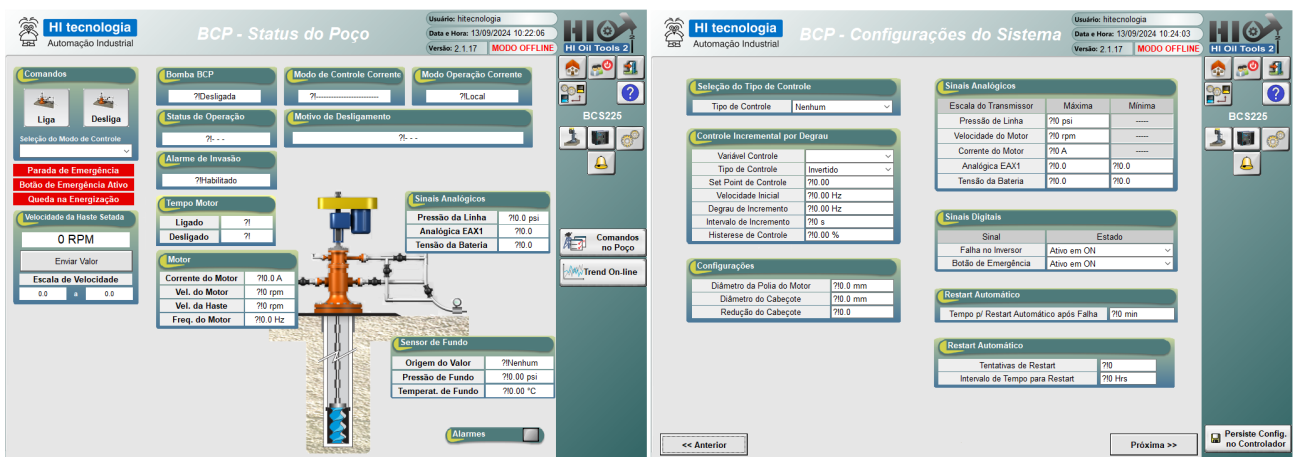 HI tecnologia
Automação Industrial
BCP - Status do Poço
Usuário: hitecnologia
Data e Hora: 13/09/2024 10:22:06
Versão: 2.1.17 MODO OFFLINE
HIO
HI Oil Tools 2
Comandos
Liga Desliga
Seleção do Modo de Controle
Parada de Emergência
Botão de Emergência Ativo
Queda na Energização
Velocidade da Haste Setada
0 RPM
Enviar Valor
Escala de Velocidade
0.0 a 0.0
Bomba BCP
?!Desligada
Modo de Controle Corrente
?!-----------------------
Modo Operação Corrente
?!Local
Status de Operação
?!- - -
Motivo de Desligamento
?!- - -
Alarme de Invasão
?!Habilitado
Tempo Motor
Ligado ?!
Desligado ?!
Motor
Corrente do Motor ?!0.0 A
Vel. do Motor ?!0 rpm
Vel. da Haste ?!0 rpm
Freq. do Motor ?!0.0 Hz
Sinais Analógicos
Pressão da Linha ?!0.0 psi
Analógica EAX1 ?!0.0
Tensão da Bateria ?!0.0
Sensor de Fundo
Origem do Valor ?!Nenhum
Pressão de Fundo ?!0.00 psi
Temperat. de Fundo ?!0.00 °C
Alarmes
BCS225
Comandos
no Poço
Trend On-line
HI tecnologia
Automação Industrial
BCP - Configurações do Sistema
Usuário: hitecnologia
Data e Hora: 13/09/2024 10:24:03
Versão: 2.1.17 MODO OFFLINE
HIO
HI Oil Tools 2
Seleção do Tipo de Controle
Tipo de Controle Nenhum
Controle Incremental por Degrau
Variável Controle
Tipo de Controle Invertido
Set Point de Controle ?!0.00
Velocidade Inicial ?!0.00 Hz
Degrau de Incremento ?!0.00 Hz
Intervalo de Incremento ?!0 s
Histerese de Controle ?!0.00 %
Configurações
Diâmetro da Polia do Motor ?!0.0 mm
Diâmetro do Cabeçote ?!0.0 mm
Redução do Cabeçote ?!0.0
Sinais Analógicos
Escala do Transmissor Máxima Mínima
Pressão de Linha ?!0 psi -----
Velocidade do Motor ?!0 rpm -----
Corrente do Motor ?!0 A -----
Analógica EAX1 ?!0.0 ?!0.0
Tensão da Bateria ?!0.0 ?!0.0
Sinais Digitais
Sinal Estado
Falha no Inversor Ativo em ON
Botão de Emergência Ativo em ON
Restart Automático
Tempo p/ Restart Automático após Falha ?!0 min
Restart Automático
Tentativas de Restart ?!0
Intervalo de Tempo para Restart ?!0 Hrs
BCS225
<< Anterior
Próxima >>
Persiste Config.
no Controlador